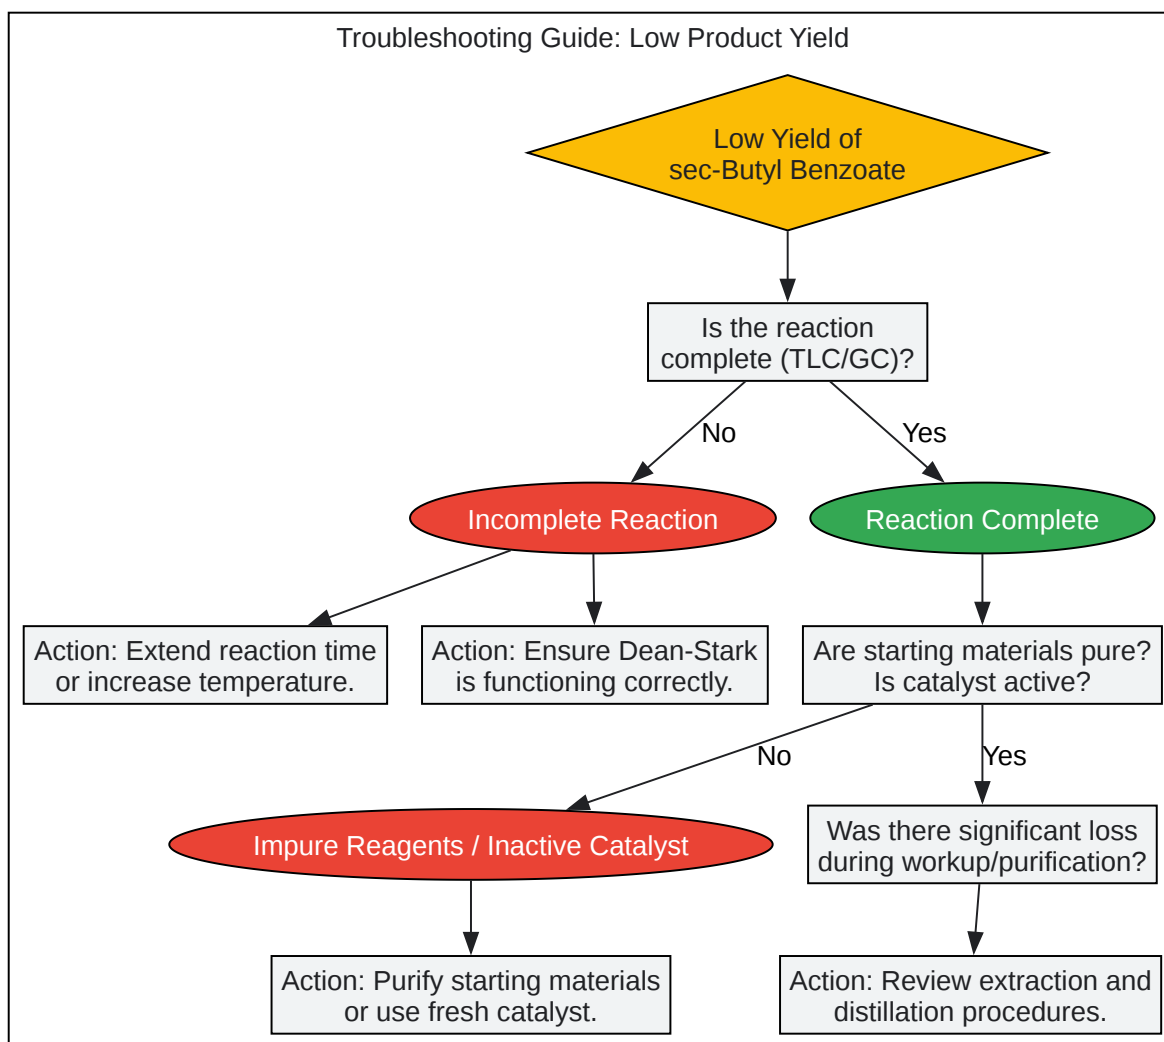 Troubleshooting Guide: Low Product Yield
Low Yield of
sec-Butyl Benzoate
Is the reaction
complete (TLC/GC)?
No
Yes
Incomplete Reaction
Reaction Complete
Action: Extend reaction time
or increase temperature.
Action: Ensure Dean-Stark
is functioning correctly.
Are starting materials pure?
Is catalyst active?
No
Yes
Impure Reagents / Inactive Catalyst
Was there significant loss
during workup/purification?
Action: Purify starting materials
or use fresh catalyst.
Action: Review extraction and
distillation procedures.